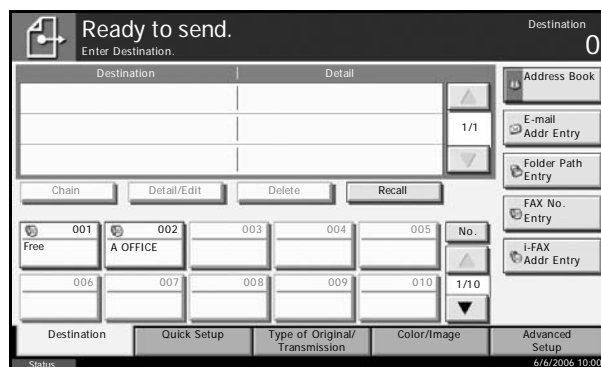 Ready to send.
Enter Destination.
Destination
0
Destination
Detail
1/1
Address Book
E-mail
Addr Entry
Folder Path
Entry
FAX No.
Entry
i-FAX
Addr Entry
Chain
Detail/Edit
Delete
Recall
001
Free
002
A OFFICE
003
004
005
No.
006
007
008
009
010
1/10
Destination
Quick Setup
Type of Original/
Transmission
Color/Image
Advanced
Setup
Status
6/6/2006 10:00